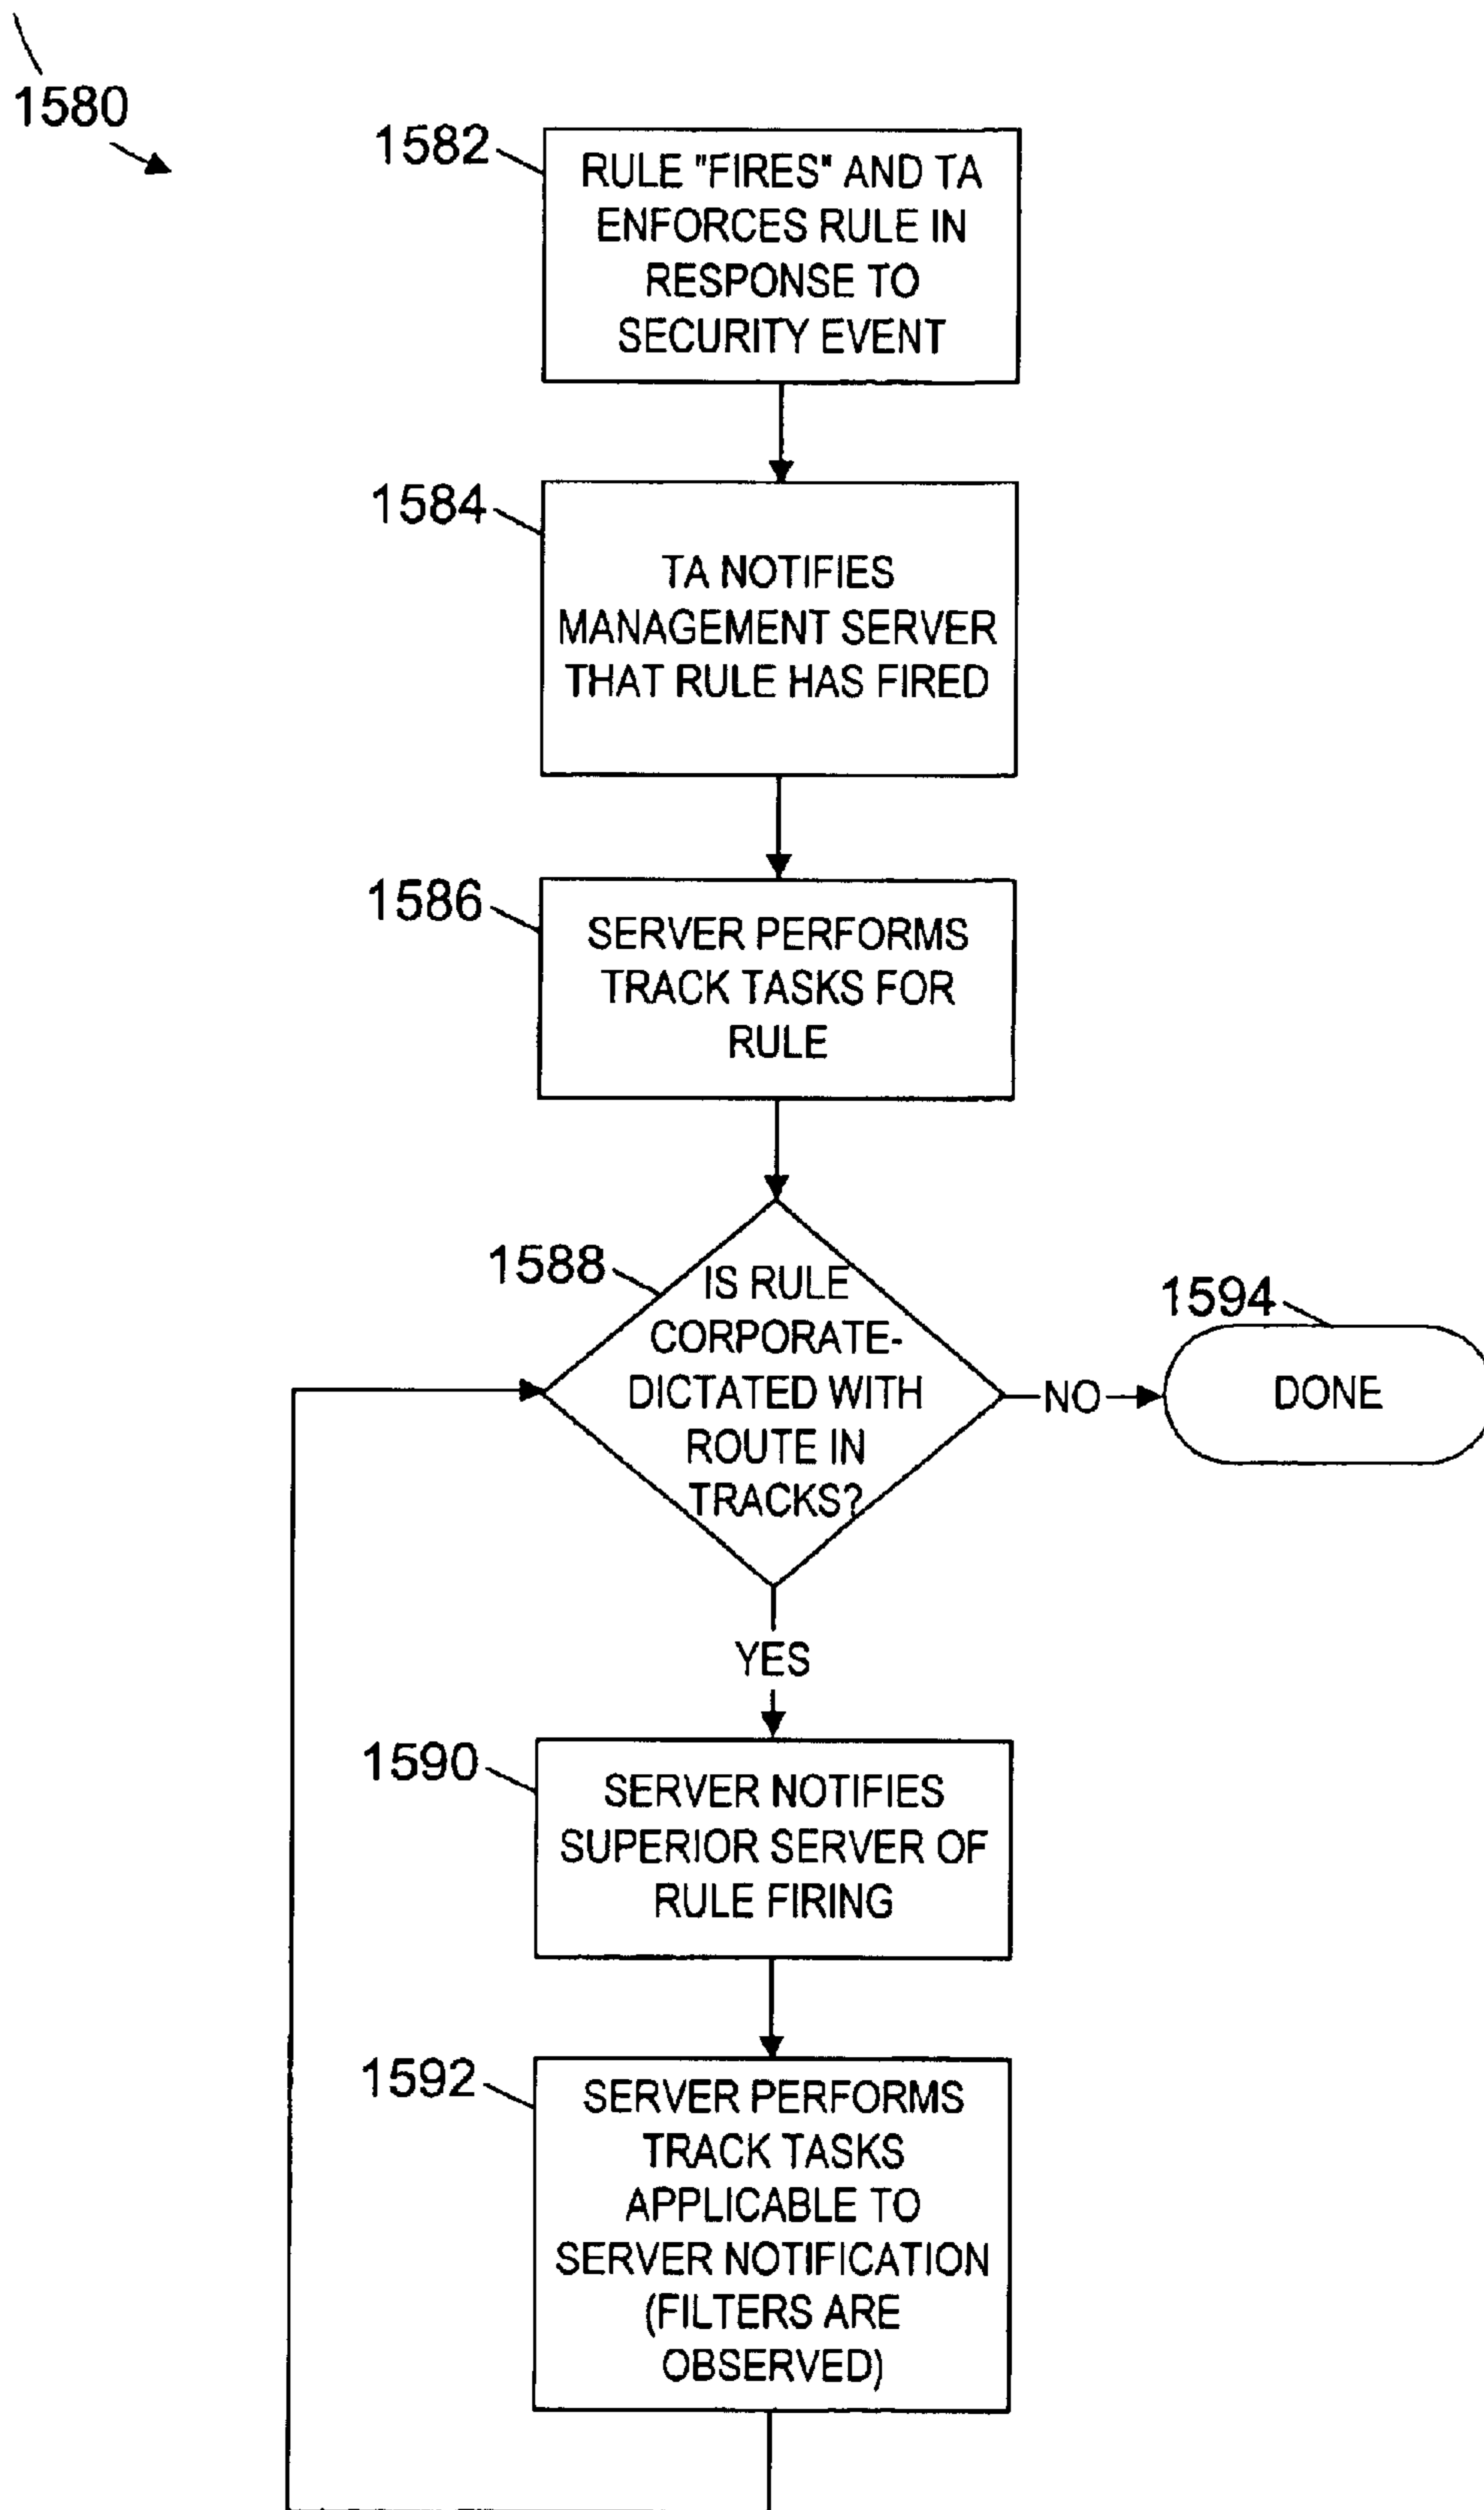 1580
1582
RULE "FIRES" AND TA
ENFORCES RULE IN
RESPONSE TO
SECURITY EVENT
1584
TA NOTIFIES
MANAGEMENT SERVER
THAT RULE HAS FIRED
1586
SERVER PERFORMS
TRACK TASKS FOR
RULE
1588
IS RULE
CORPORATE-
DICTATED WITH
ROUTE IN
TRACKS?
NO
1594
DONE
YES
1590
SERVER NOTIFIES
SUPERIOR SERVER OF
RULE FIRING
1592
SERVER PERFORMS
TRACK TASKS
APPLICABLE TO
SERVER NOTIFICATION
(FILTERS ARE
OBSERVED)